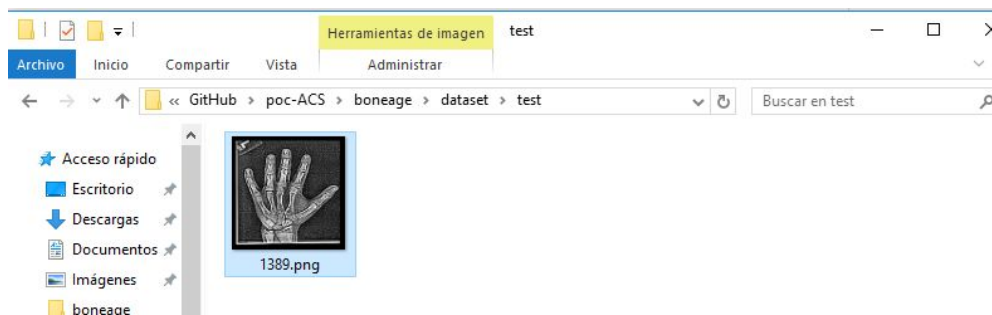 Herramientas de imagen test
Archivo Inicio Compartir Vista Administrar
« GitHub > poc-ACS > boneage > dataset > test Buscar en test
Acceso rápido
Escritorio
Descargas
Documentos
Imágenes
boneage
1389.png